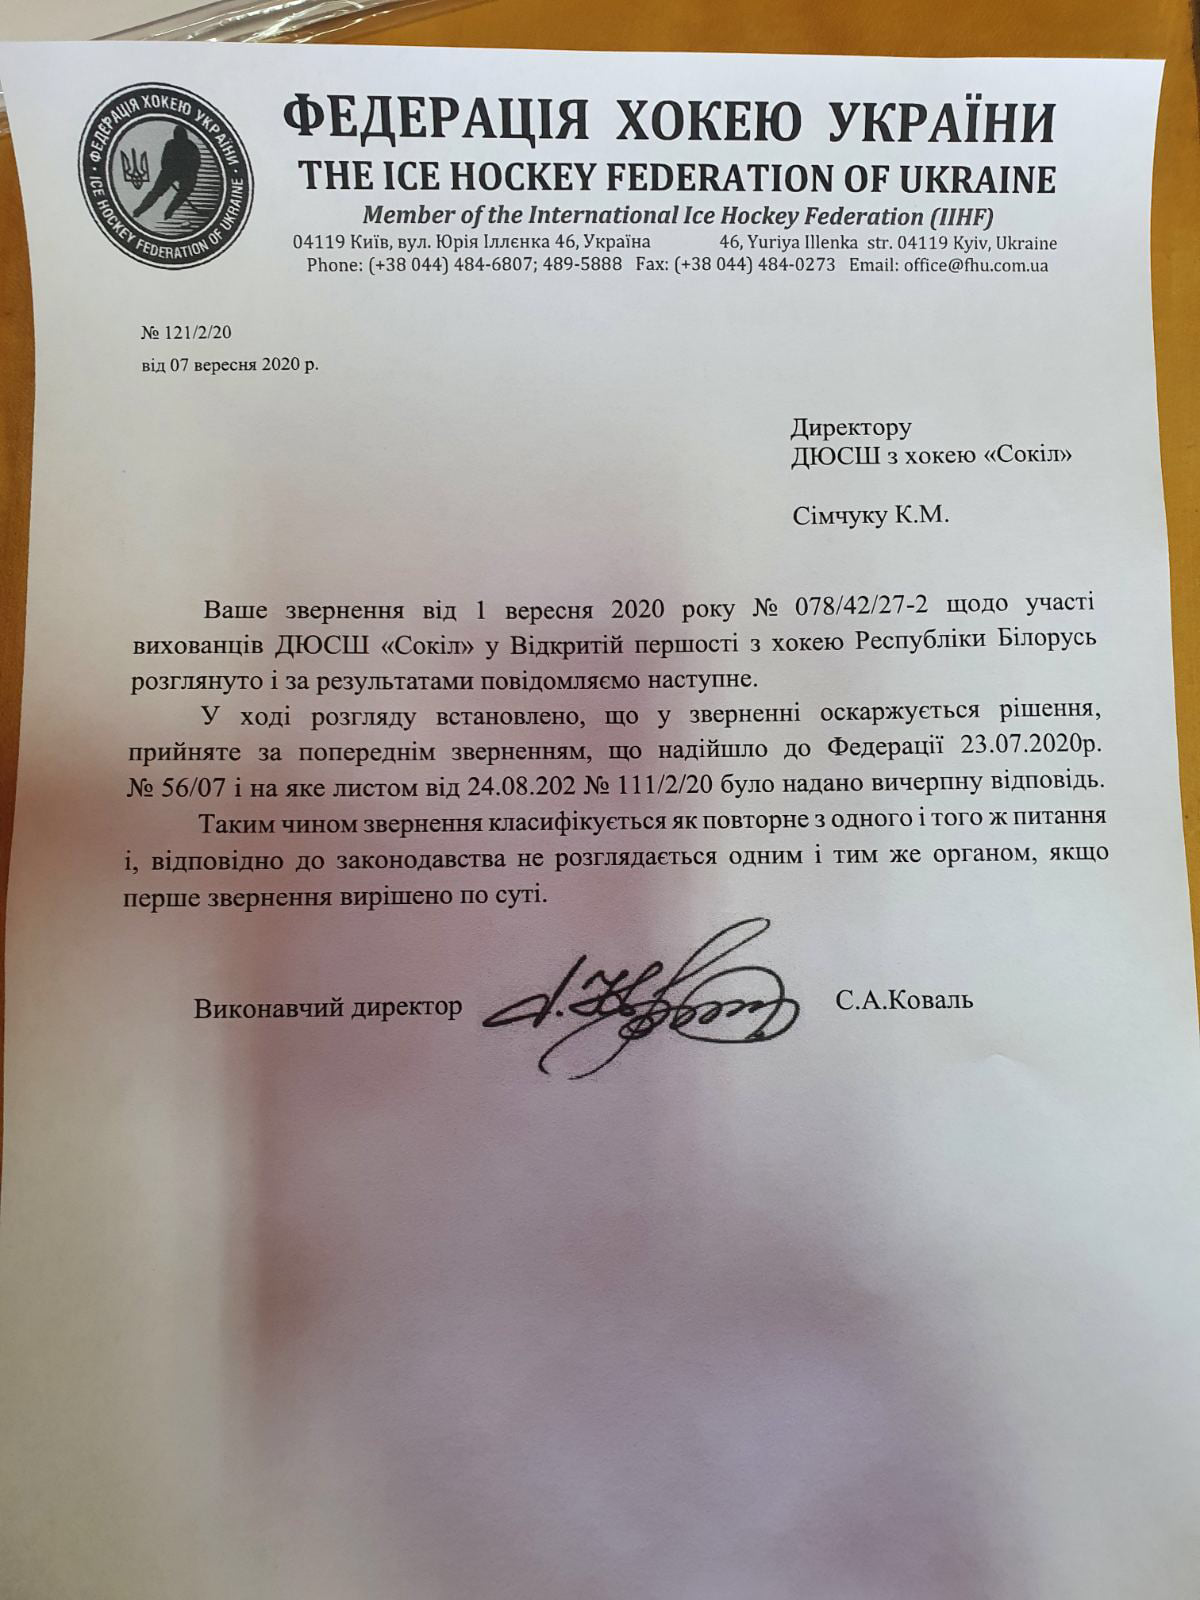 ФЕДЕРАЦІЯ ХОКЕЮ УКРАЇНИ
ICE HOCKEY FEDERATION OF UKRAINE
ФЕДЕРАЦІЯ ХОКЕЮ УКРАЇНИ
THE ICE HOCKEY FEDERATION OF UKRAINE
Member of the International Ice Hockey Federation (IIHF)
04119 Київ, вул. Юрія Іллєнка 46, Україна 46, Yuriya Illenka str. 04119 Kyiv, Ukraine
Phone: (+38 044) 484-6807; 489-5888 Fax: (+38 044) 484-0273 Email: office@fhu.com.ua
№ 121/2/20
від 07 вересня 2020 р.
Директору
ДЮСШ з хокею «Сокіл»
Сімчуку К.М.
Ваше звернення від 1 вересня 2020 року № 078/42/27-2 щодо участі
вихованців ДЮСШ «Сокіл» у Відкритій першості з хокею Республіки Білорусь
розглянуто і за результатами повідомляємо наступне.
У ході розгляду встановлено, що у зверненні оскаржується рішення,
прийняте за попереднім зверненням, що надійшло до Федерації 23.07.2020р.
№ 56/07 і на яке листом від 24.08.202 № 111/2/20 було надано вичерпну відповідь.
Таким чином звернення класифікується як повторне з одного і того ж питання
і, відповідно до законодавства не розглядається одним і тим же органом, якщо
перше звернення вирішено по суті.
Виконавчий директор С.А.Коваль